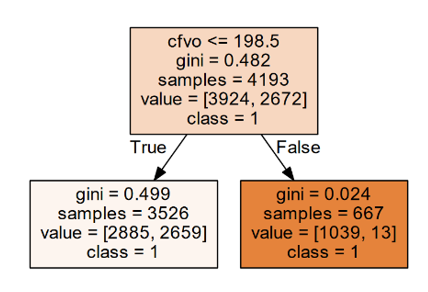 cfvo <= 198.5
gini = 0.482
samples = 4193
value = [3924, 2672]
class = 1
True
False
gini = 0.499
samples = 3526
value = [2885, 2659]
class = 1
gini = 0.024
samples = 667
value = [1039, 13]
class = 1